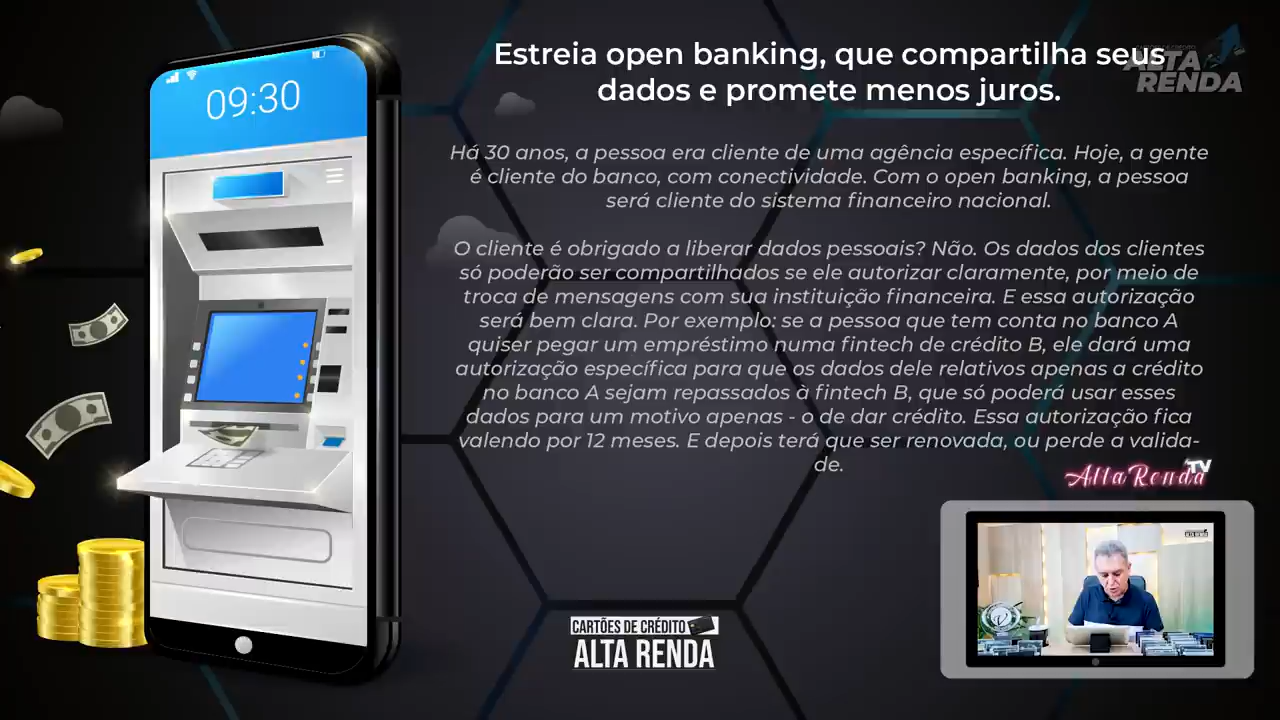 Estreia open banking, que compartilha seus
dados e promete menos juros.
ALTA
RENDA
09:30
Há 30 anos, a pessoa era cliente de uma agência específica. Hoje, a gente
é cliente do banco, com conectividade. Com o open banking, a pessoa
será cliente do sistema financeiro nacional.
O cliente é obrigado a liberar dados pessoais? Não. Os dados dos clientes
só poderão ser compartilhados se ele autorizar claramente, por meio de
troca de mensagens com sua instituição financeira. E essa autorização
será bem clara. Por exemplo: se a pessoa que tem conta no banco A
quiser pegar um empréstimo numa fintech de crédito B, ele dará uma
autorização específica para que os dados dele relativos apenas a crédito
no banco A sejam repassados à fintech B, que só poderá usar esses
dados para um motivo apenas - o de dar crédito. Essa autorização fica
valendo por 12 meses. E depois terá que ser renovada, ou perde a valida-
de.
AltaRenda TV
CARTÕES DE CRÉDITO
ALTA RENDA